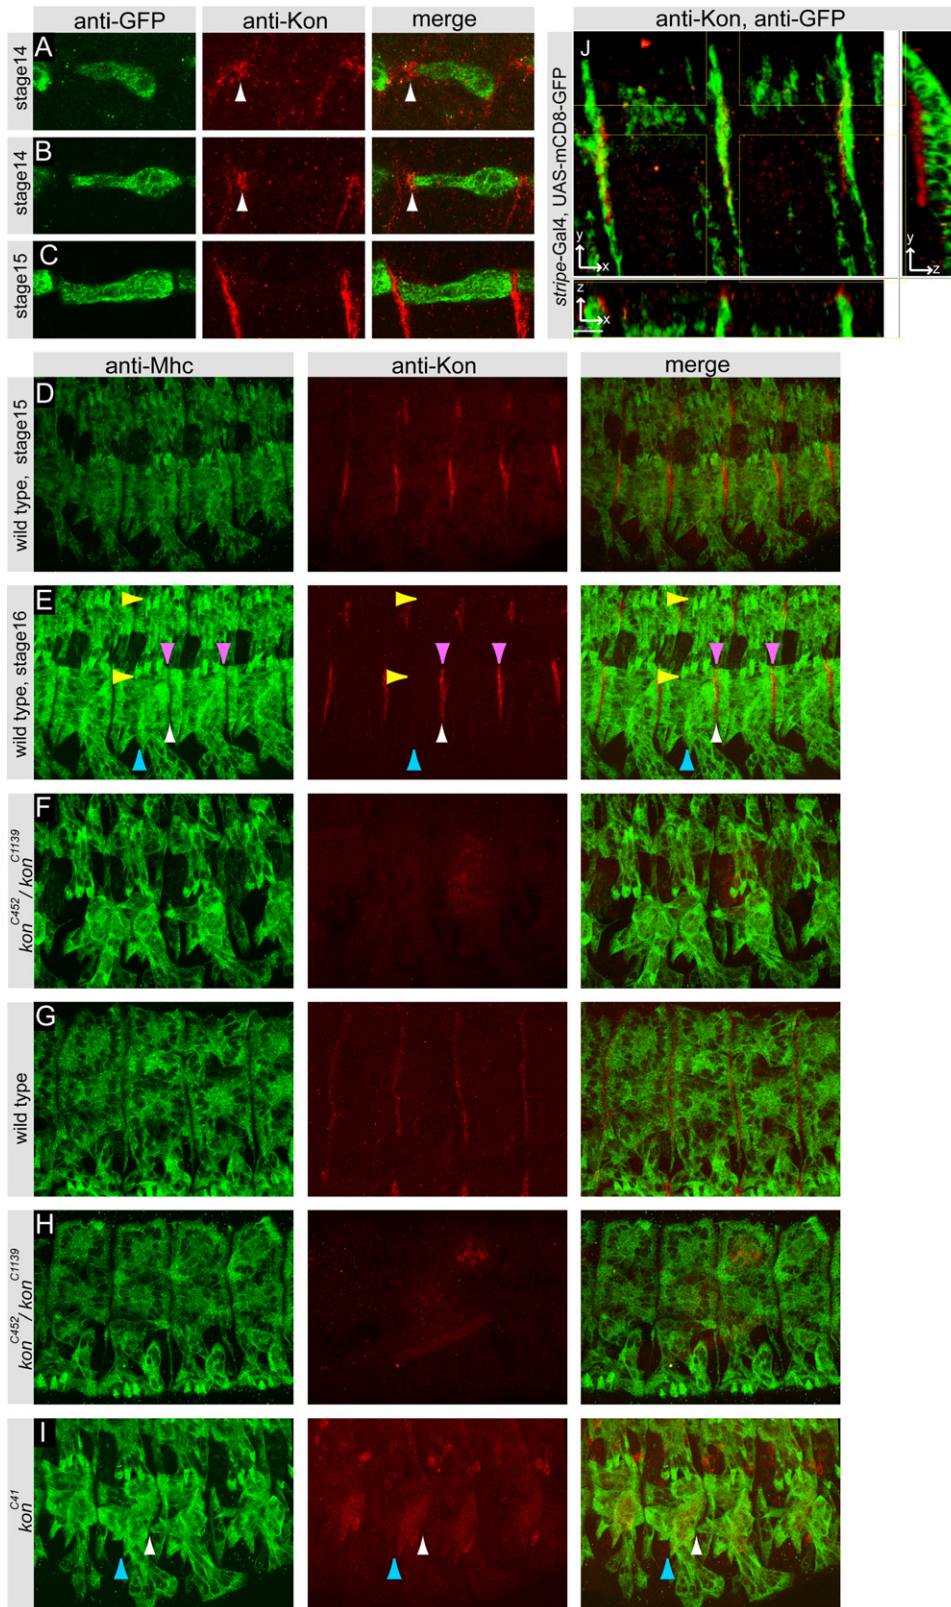 anti-GFP anti-Kon merge
A
stage14
B
stage14
C
stage15
anti-Kon, anti-GFP
J
stripe-Gal4, UAS-mCD8-GFP
y
x
y
z
z
x
anti-Mhc anti-Kon merge
D
wild type, stage15
E
wild type, stage16
F
kon^C452 / kon^C1139
G
wild type
H
kon^C452 / kon^C1139
I
kon^C41